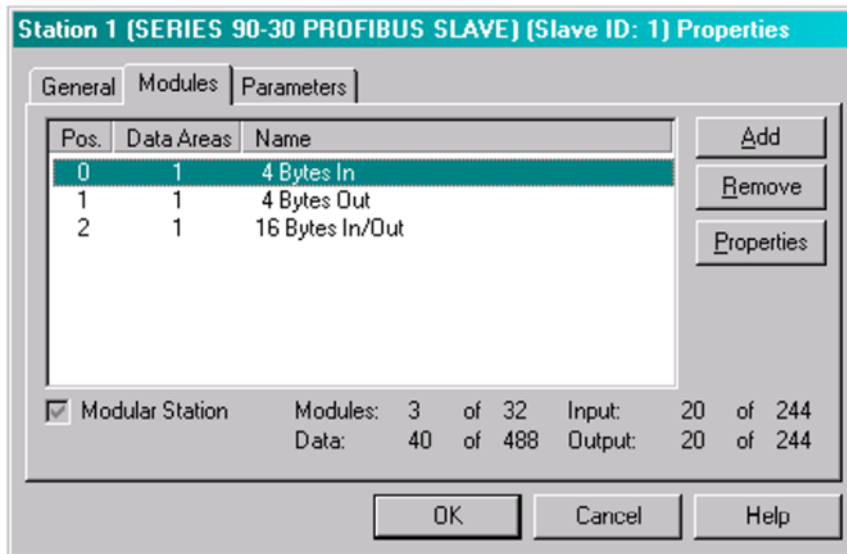 Station 1 (SERIES 90-30 PROFIBUS SLAVE) (Slave ID: 1) Properties
General Modules Parameters
Pos. Data Areas Name
0 1 4 Bytes In
1 1 4 Bytes Out
2 1 16 Bytes In/Out
Add
Remove
Properties
Modular Station Modules: 3 of 32 Input: 20 of 244
Data: 40 of 488 Output: 20 of 244
OK Cancel Help